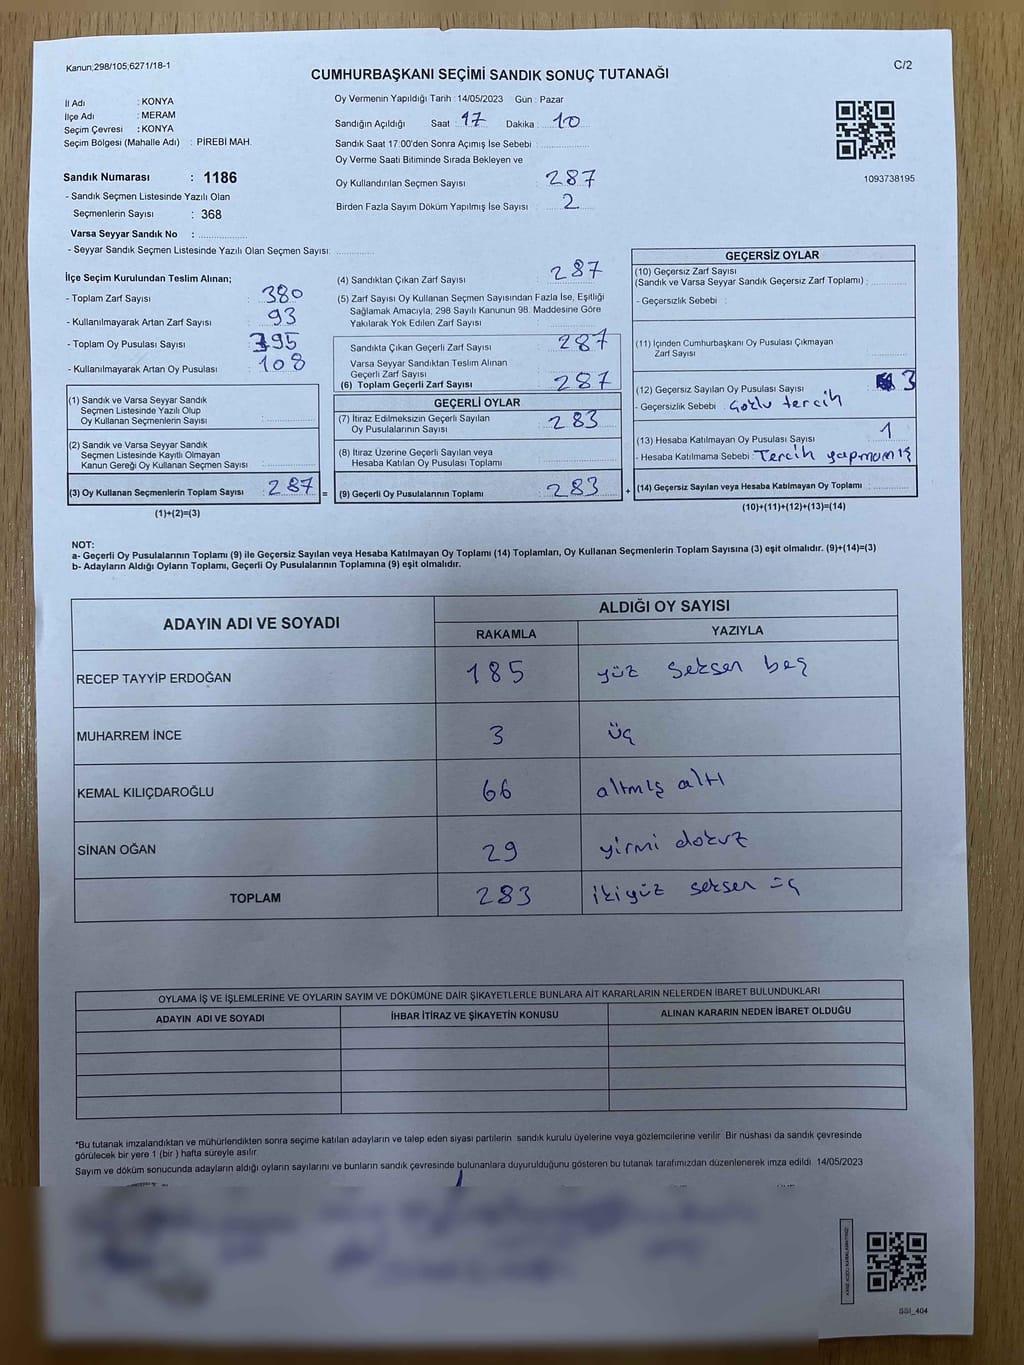 Kanun;298/105;6271/18-1
C/2
CUMHURBAŞKANI SEÇİMİ SANDIK SONUÇ TUTANAĞI
İl Adı : KONYA
İlçe Adı : MERAM
Seçim Çevresi : KONYA
Seçim Bölgesi (Mahalle Adı) : PİREBİ MAH.
Sandık Numarası : 1186
- Sandık Seçmen Listesinde Yazılı Olan
Seçmenlerin Sayısı : 368
Varsa Seyyar Sandık No :
- Seyyar Sandık Seçmen Listesinde Yazılı Olan Seçmen Sayısı:
Oy Vermenin Yapıldığı Tarih : 14/05/2023 Gün : Pazar
Sandığın Açıldığı Saat : 17 Dakika : 10
Sandık Saat 17:00'den Sonra Açımış İse Sebebi :
Oy Verme Saati Bitiminde Sırada Bekleyen ve
Oy Kullandırılan Seçmen Sayısı : 287
Birden Fazla Sayım Döküm Yapılmış İse Sayısı : 2
1093738195
İlçe Seçim Kurulundan Teslim Alınan;
- Toplam Zarf Sayısı : 380
- Kullanılmayarak Artan Zarf Sayısı : 93
- Toplam Oy Pusulası Sayısı : 395
- Kullanılmayarak Artan Oy Pusulası : 108
(1) Sandık ve Varsa Seyyar Sandık
Seçmen Listesinde Yazılı Olup
Oy Kullanan Seçmenlerin Sayısı :
(2) Sandık ve Varsa Seyyar Sandık
Seçmen Listesinde Kayıtlı Olmayan
Kanun Gereği Oy Kullanan Seçmen Sayısı :
(3) Oy Kullanan Seçmenlerin Toplam Sayısı : 287 =
(1)+(2)=(3)
(4) Sandıktan Çıkan Zarf Sayısı : 287
(5) Zarf Sayısı Oy Kullanan Seçmen Sayısından Fazla İse, Eşitliği
Sağlamak Amacıyla, 298 Sayılı Kanunun 98. Maddesine Göre
Yakılarak Yok Edilen Zarf Sayısı :
Sandıkta Çıkan Geçerli Zarf Sayısı : 287
Varsa Seyyar Sandıktan Teslim Alınan
Geçerli Zarf Sayısı :
(6) Toplam Geçerli Zarf Sayısı : 287
GEÇERLİ OYLAR
(7) İtiraz Edilmeksizin Geçerli Sayılan
Oy Pusulalarının Sayısı : 283
(8) İtiraz Üzerine Geçerli Sayılan veya
Hesaba Katılan Oy Pusulası Toplamı :
(9) Geçerli Oy Pusulalarının Toplamı : 283 +
GEÇERSİZ OYLAR
(10) Geçersiz Zarf Sayısı
(Sandık ve Varsa Seyyar Sandık Geçersiz Zarf Toplamı) :
- Geçersizlik Sebebi :
(11) İçinden Cumhurbaşkanı Oy Pusulası Çıkmayan
Zarf Sayısı :
(12) Geçersiz Sayılan Oy Pusulası Sayısı : 3
- Geçersizlik Sebebi : Çoklu tercih
(13) Hesaba Katılmayan Oy Pusulası Sayısı : 1
- Hesaba Katılmama Sebebi : Tercih yapmamış
(14) Geçersiz Sayılan veya Hesaba Katılmayan Oy Toplamı :
(10)+(11)+(12)+(13)=(14)
NOT:
a- Geçerli Oy Pusulalarının Toplamı (9) ile Geçersiz Sayılan veya Hesaba Katılmayan Oy Toplamı (14) Toplamları, Oy Kullanan Seçmenlerin Toplam Sayısına (3) eşit olmalıdır. (9)+(14)=(3)
b- Adayların Aldığı Oyların Toplamı, Geçerli Oy Pusulalarının Toplamına (9) eşit olmalıdır.
ADAYIN ADI VE SOYADI
ALDIĞI OY SAYISI
RAKAMLA YAZIYLA
RECEP TAYYİP ERDOĞAN 185 yüz seksen beş
MUHARREM İNCE 3 üç
KEMAL KILIÇDAROĞLU 66 altmış altı
SİNAN OĞAN 29 yirmi dokuz
TOPLAM 283 ikiyüz seksen üç
OYLAMA İŞ VE İŞLEMLERİNE VE OYLARIN SAYIM VE DÖKÜMÜNE DAİR ŞİKAYETLERLE BUNLARA AİT KARARLARIN NELERDEN İBARET BULUNDUKLARI
ADAYIN ADI VE SOYADI İHBAR İTİRAZ VE ŞİKAYETİN KONUSU ALINAN KARARIN NEDEN İBARET OLDUĞU
*Bu tutanak imzalandıktan ve mühürlendikten sonra seçime katılan adayların ve talep eden siyasi partilerin sandık kurulu üyelerine veya gözlemcilerine verilir. Bir nushası da sandık çevresinde
görülecek bir yere 1 (bir ) hafta süreyle asılır.
Sayım ve döküm sonucunda adayların aldığı oyların sayılarını ve bunların sandık çevresinde bulunanlara duyurulduğunu gösteren bu tutanak tarafımızdan düzenlenerek imza edildi. 14/05/2023
SSI_404